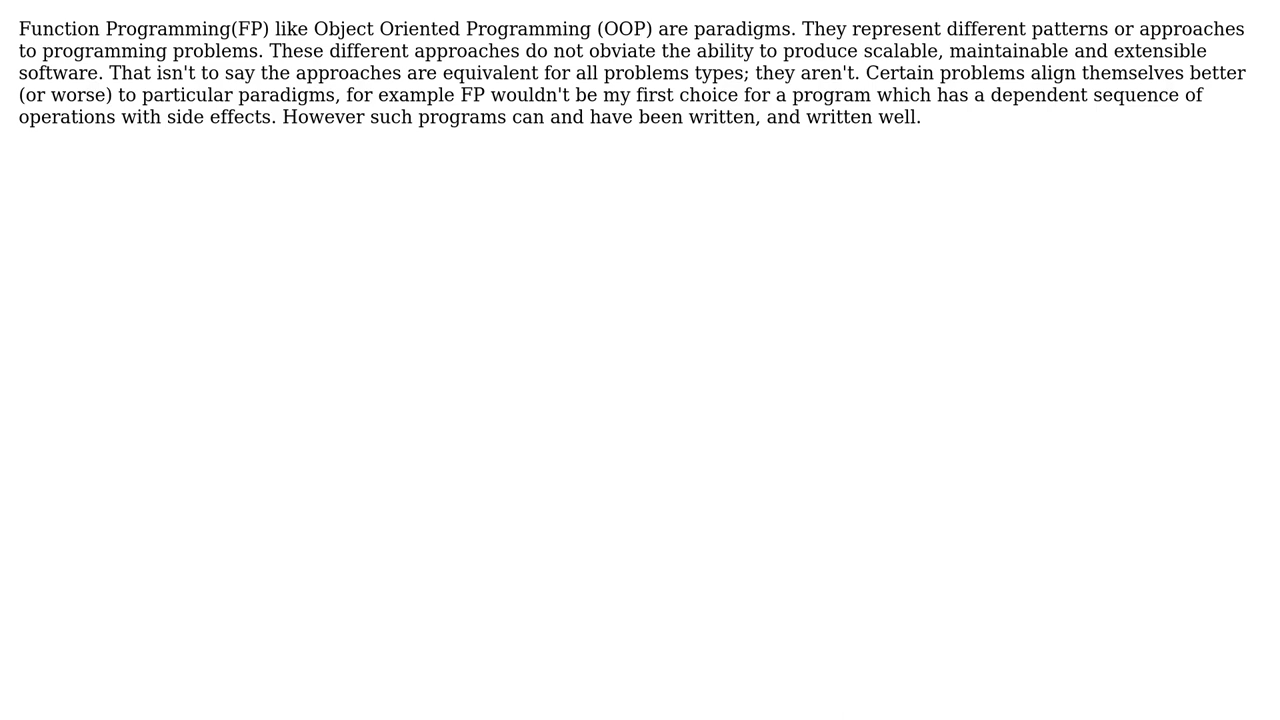 Function Programming(FP) like Object Oriented Programming (OOP) are paradigms. They represent different patterns or approaches
to programming problems. These different approaches do not obviate the ability to produce scalable, maintainable and extensible
software. That isn't to say the approaches are equivalent for all problems types; they aren't. Certain problems align themselves better
(or worse) to particular paradigms, for example FP wouldn't be my first choice for a program which has a dependent sequence of
operations with side effects. However such programs can and have been written, and written well.